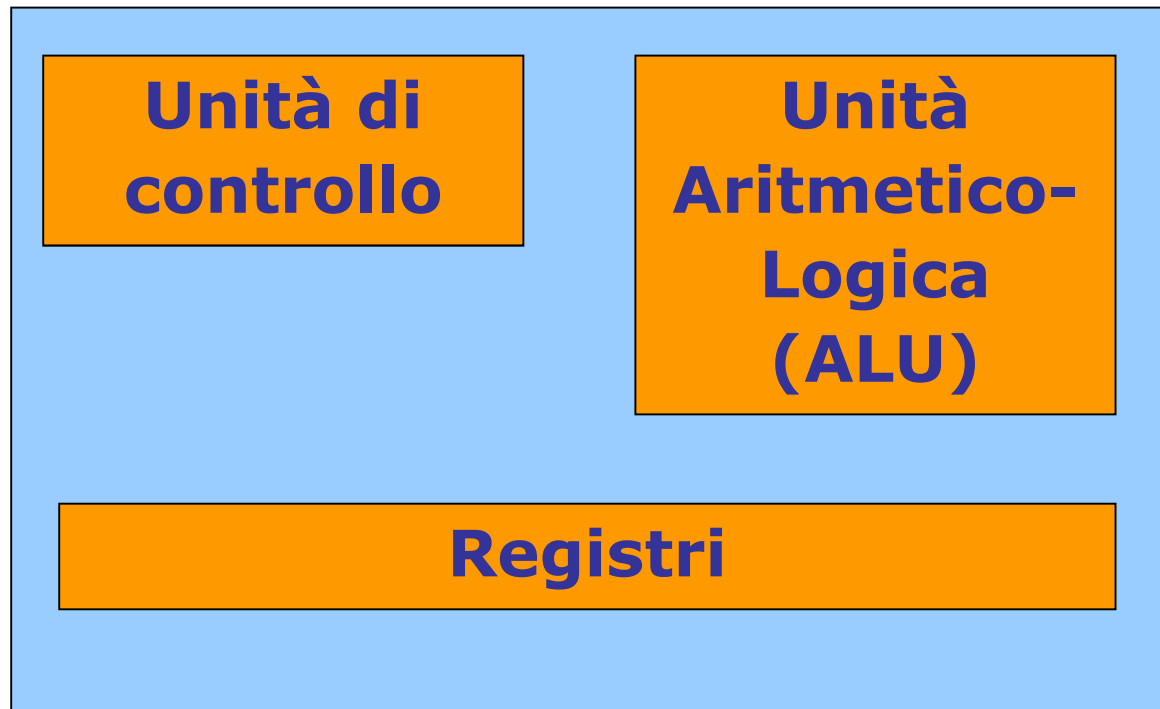 Unità di
controllo
Unità
Aritmetico-
Logica
(ALU)
Registri